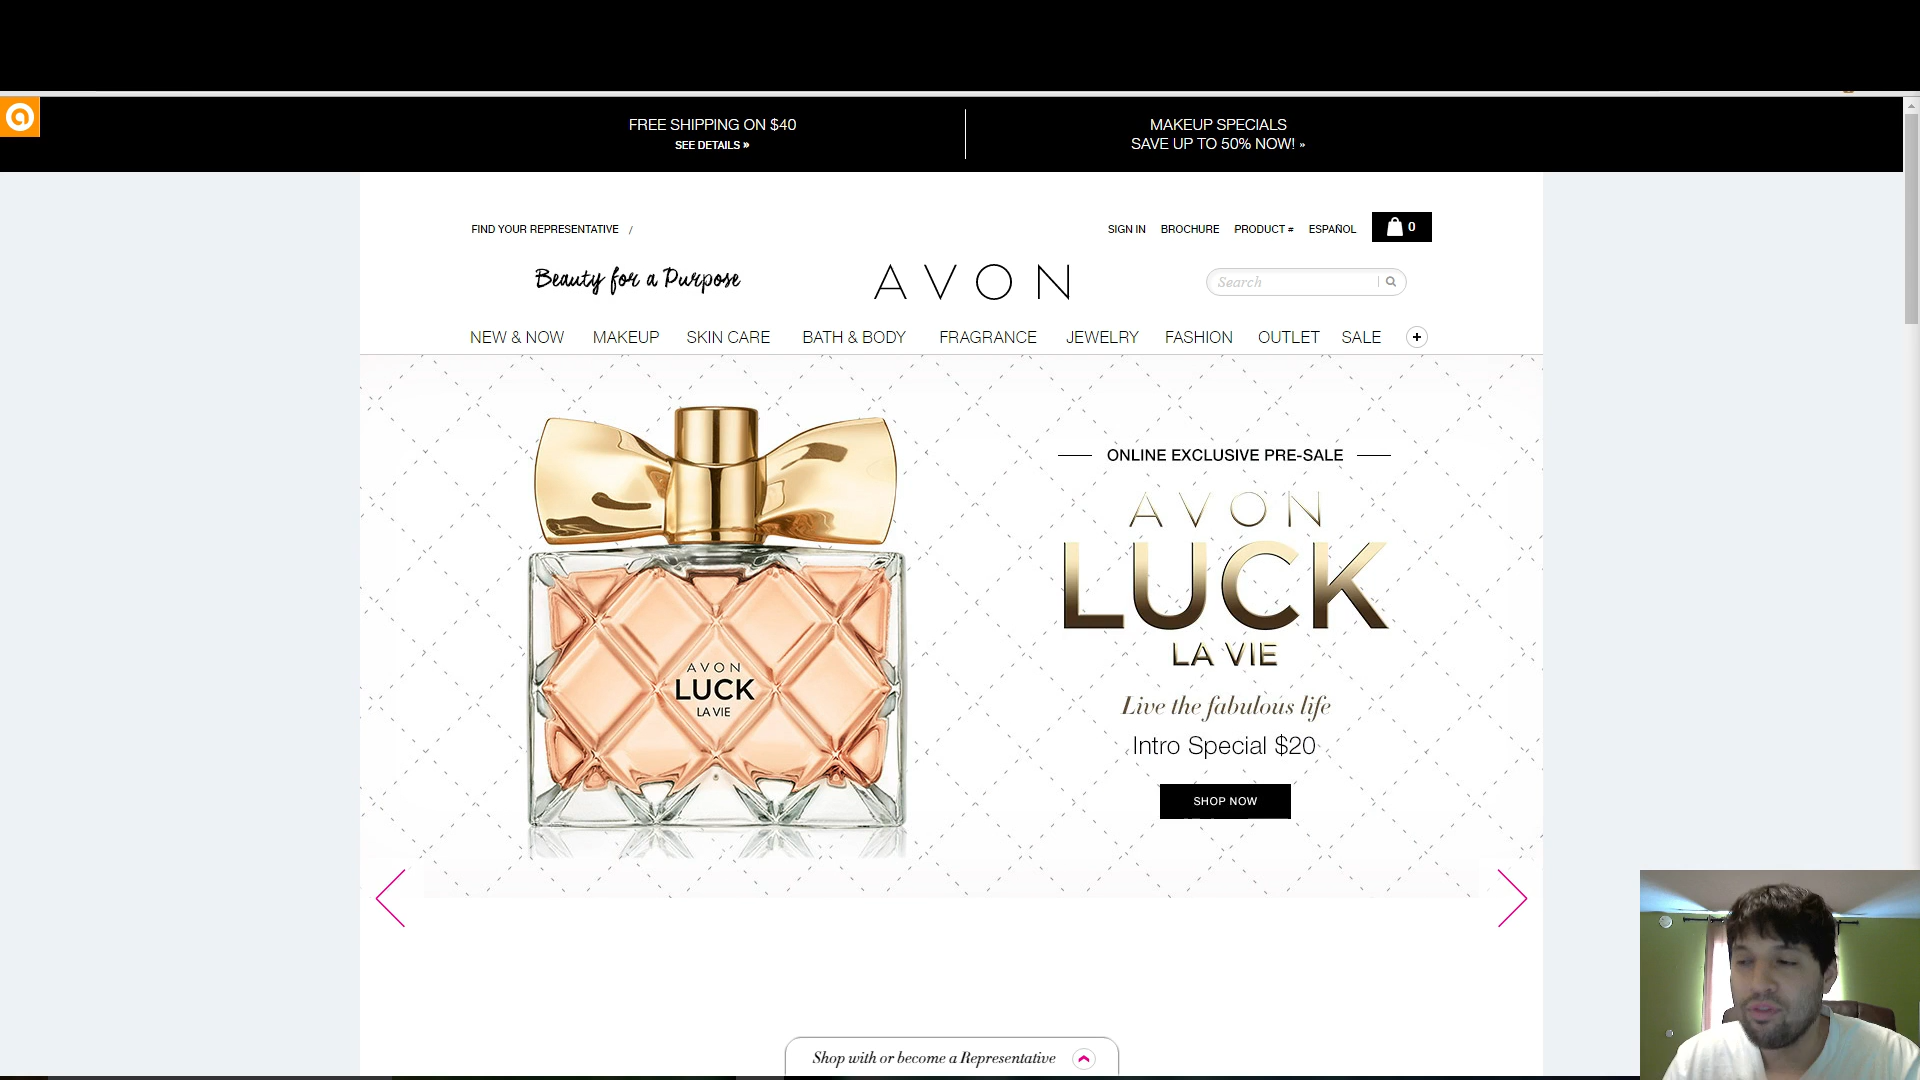 FREE SHIPPING ON $40
SEE DETAILS »
MAKEUP SPECIALS
SAVE UP TO 50% NOW! »
FIND YOUR REPRESENTATIVE /
SIGN IN BROCHURE PRODUCT # ESPAÑOL 0
Beauty for a Purpose
AVON
Search
NEW & NOW MAKEUP SKIN CARE BATH & BODY FRAGRANCE JEWELRY FASHION OUTLET SALE +
ONLINE EXCLUSIVE PRE-SALE
AVON
LUCK
LA VIE
Live the fabulous life
Intro Special $20
SHOP NOW
AVON
LUCK
LA VIE
Shop with or become a Representative